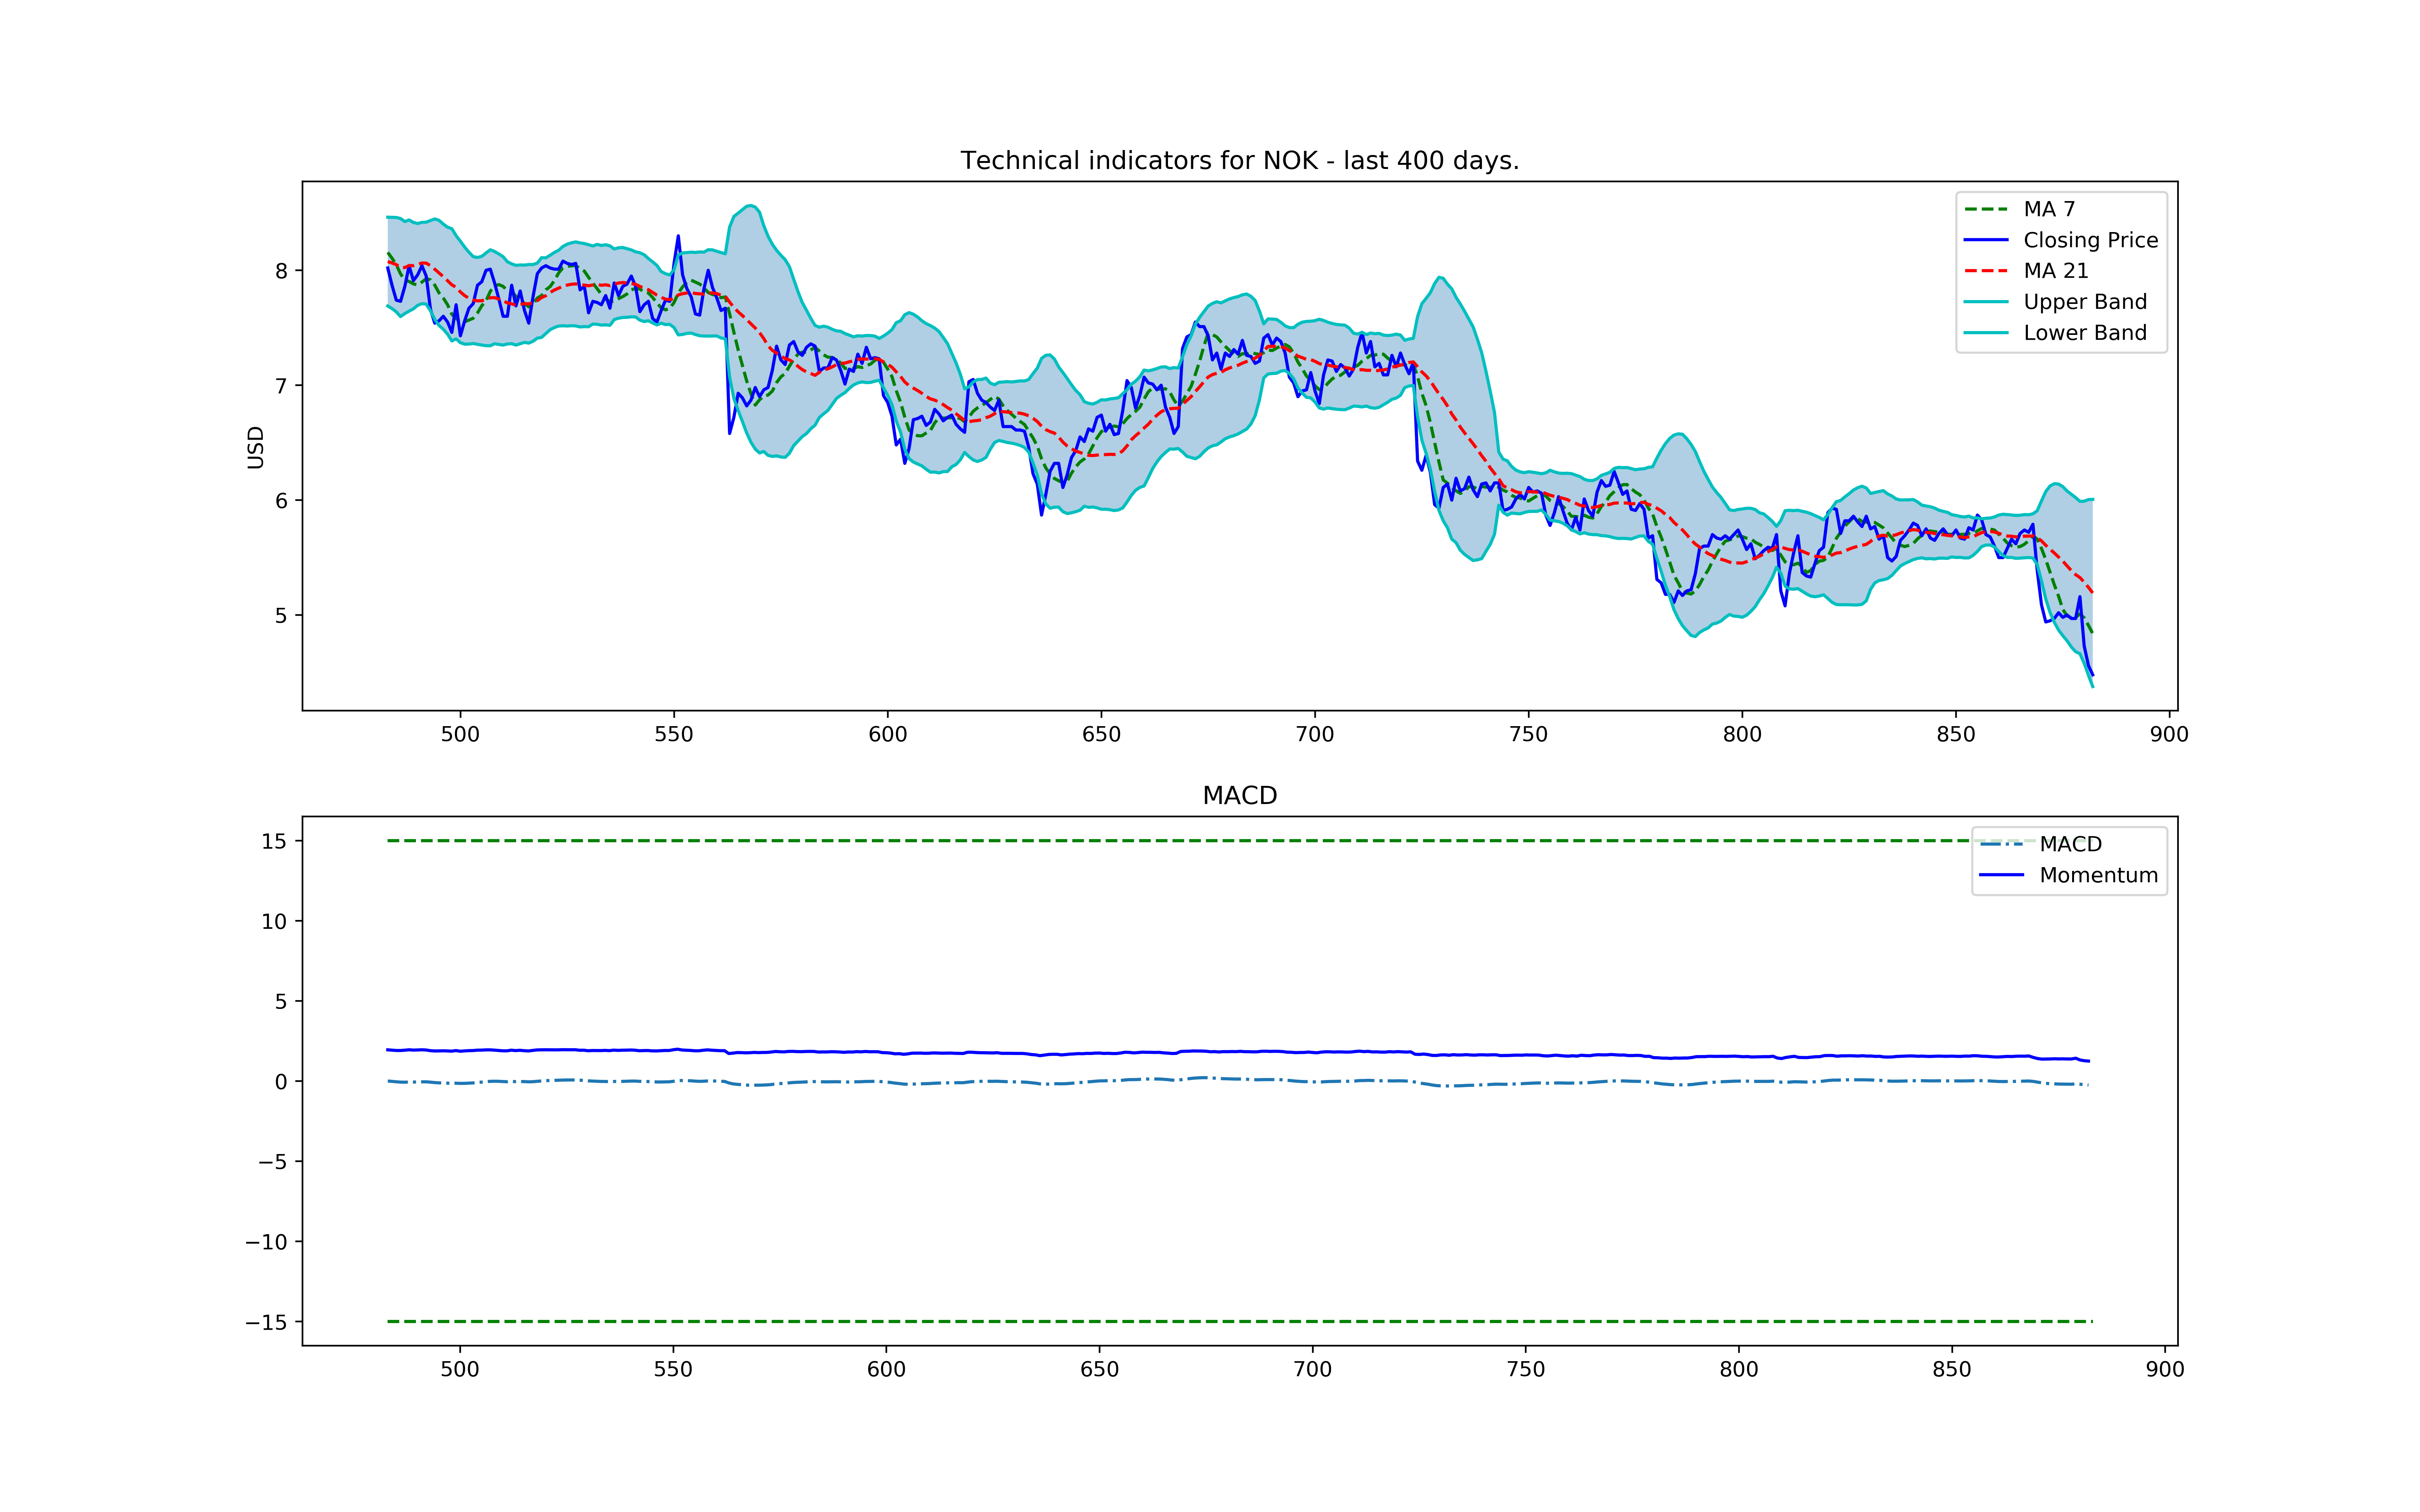 Technical indicators for NOK - last 400 days.
USD
8
7
6
5
MA 7
Closing Price
MA 21
Upper Band
Lower Band
500 550 600 650 700 750 800 850 900
MACD
15
10
5
0
−5
−10
−15
MACD
Momentum
500 550 600 650 700 750 800 850 900